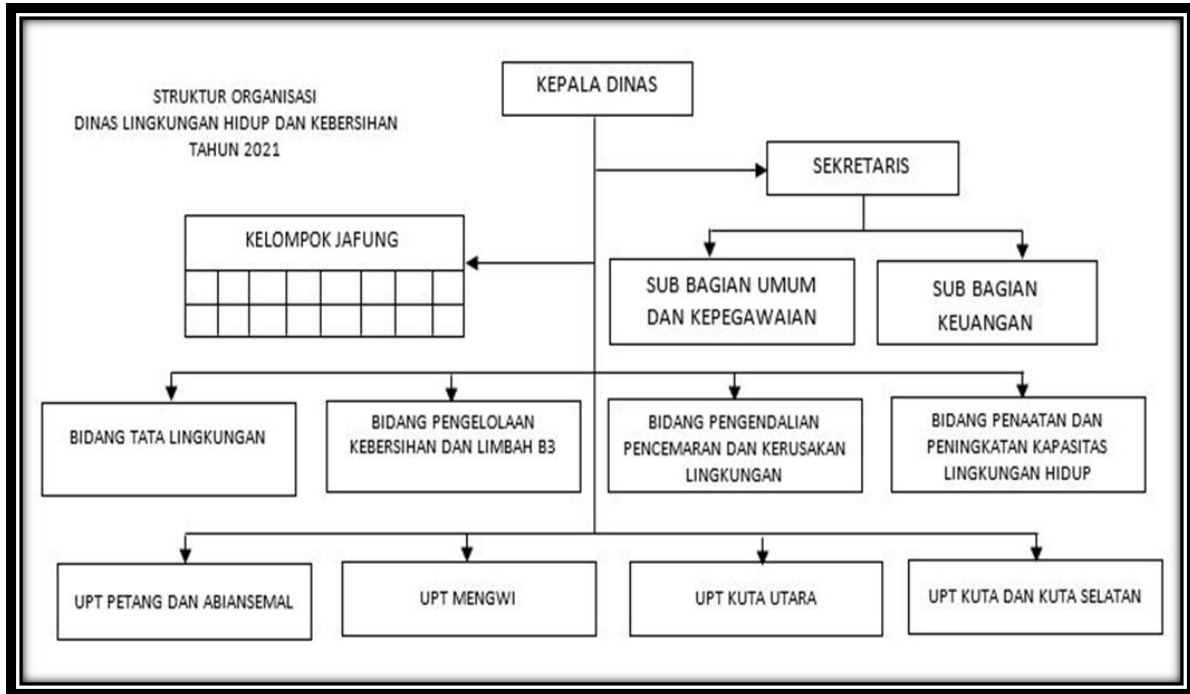 STRUKTUR ORGANISASI
DINAS LINGKUNGAN HIDUP DAN KEBERSIHAN
TAHUN 2021
KEPALA DINAS
SEKRETARIS
KELOMPOK JAFUNG
SUB BAGIAN UMUM
DAN KEPEGAWAIAN
SUB BAGIAN
KEUANGAN
BIDANG TATA LINGKUNGAN
BIDANG PENGELOLAAN
KEBERSIHAN DAN LIMBAH B3
BIDANG PENGENDALIAN
PENCEMARAN DAN KERUSAKAN
LINGKUNGAN
BIDANG PENAATAN DAN
PENINGKATAN KAPASITAS
LINGKUNGAN HIDUP
UPT PETANG DAN ABIANSEMAL
UPT MENGWI
UPT KUTA UTARA
UPT KUTA DAN KUTA SELATAN